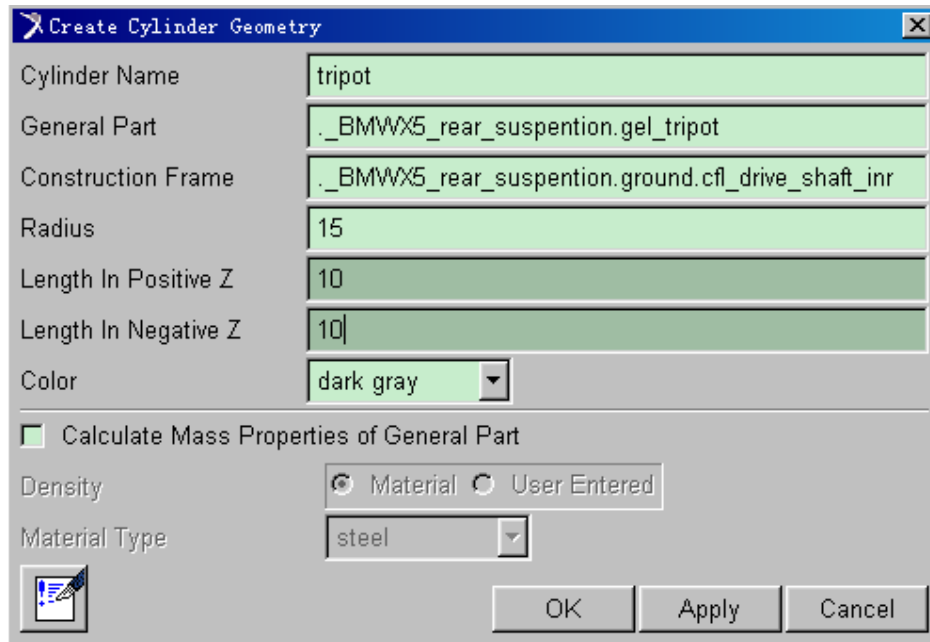 Create Cylinder Geometry
Cylinder Name tripot
General Part ._BMWX5_rear_suspention.gel_tripot
Construction Frame ._BMWX5_rear_suspention.ground.cfl_drive_shaft_inr
Radius 15
Length In Positive Z 10
Length In Negative Z 10
Color dark gray
Calculate Mass Properties of General Part
Density Material User Entered
Material Type steel
OK Apply Cancel